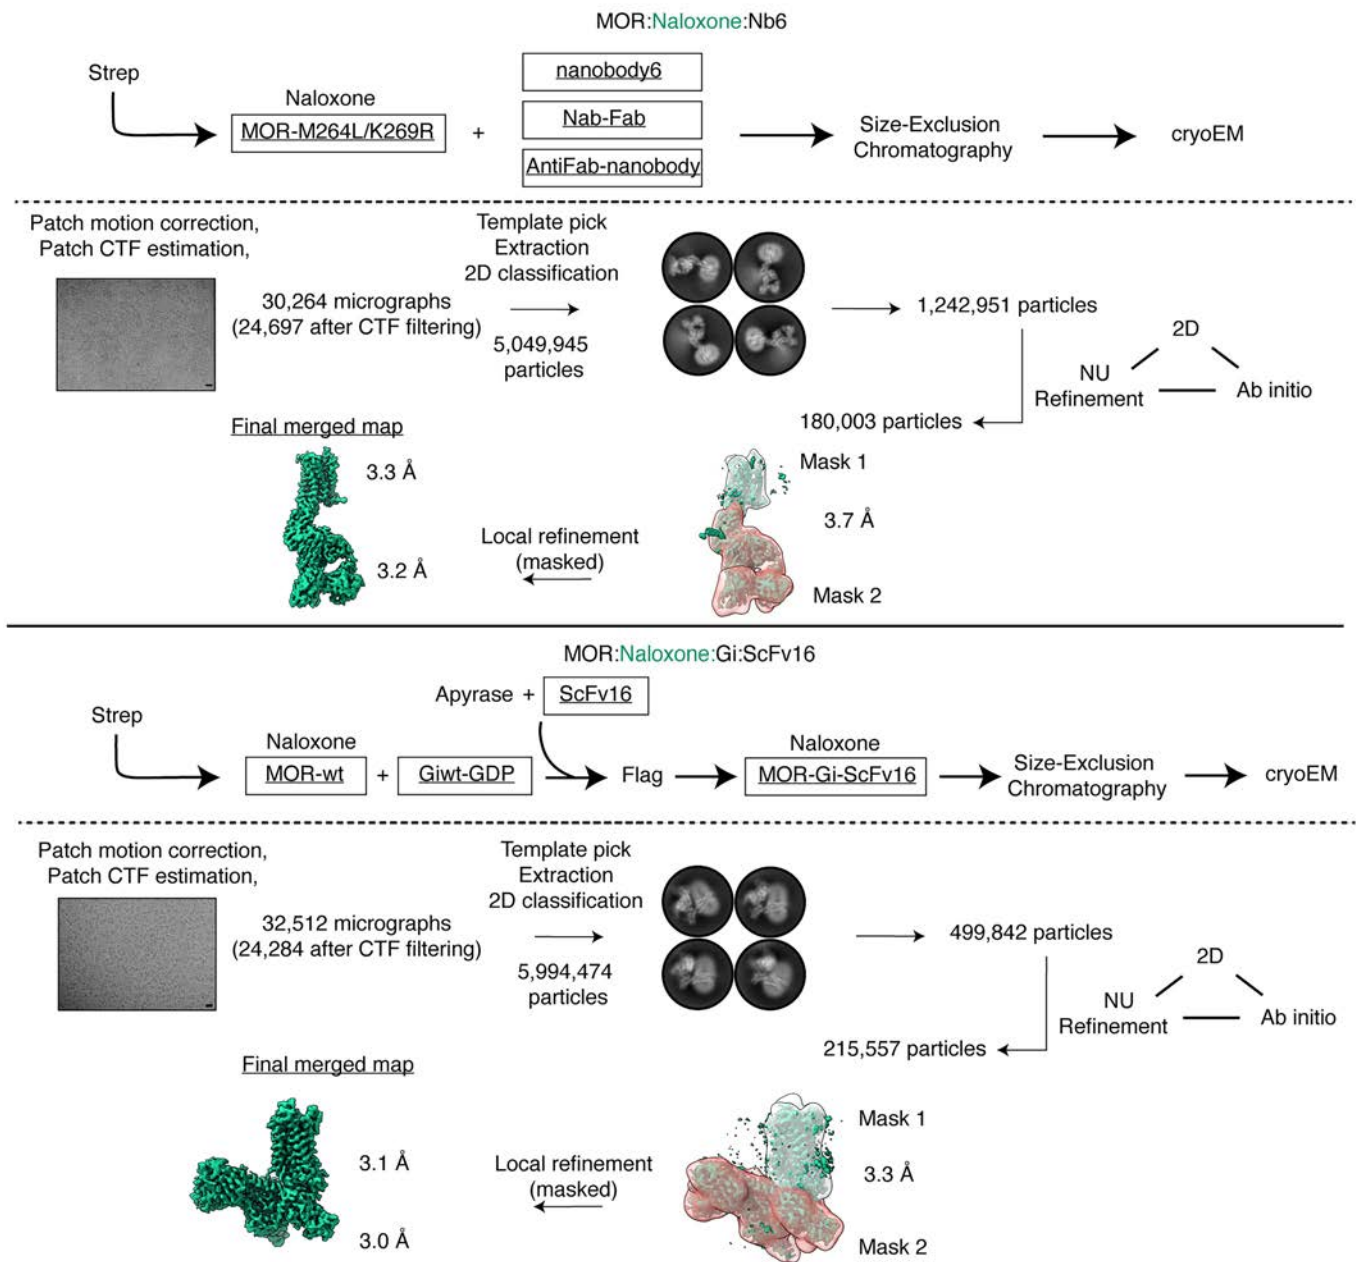 MOR:Naloxone:Nb6
Strep
Naloxone
MOR-M264L/K269R
+
nanobody6
Nab-Fab
AntiFab-nanobody
Size-Exclusion
Chromatography
cryoEM
Patch motion correction,
Patch CTF estimation,
30,264 micrographs
(24,697 after CTF filtering)
Template pick
Extraction
2D classification
5,049,945
particles
1,242,951 particles
2D
NU
Refinement
Ab initio
180,003 particles
Final merged map
3.3 Å
3.2 Å
Local refinement
(masked)
Mask 1
3.7 Å
Mask 2
MOR:Naloxone:Gi:ScFv16
Apyrase + ScFv16
Strep
Naloxone
MOR-wt + Giwt-GDP
Flag
Naloxone
MOR-Gi-ScFv16
Size-Exclusion
Chromatography
cryoEM
Patch motion correction,
Patch CTF estimation,
32,512 micrographs
(24,284 after CTF filtering)
Template pick
Extraction
2D classification
5,994,474
particles
499,842 particles
2D
NU
Refinement
Ab initio
215,557 particles
Final merged map
3.1 Å
3.0 Å
Local refinement
(masked)
Mask 1
3.3 Å
Mask 2